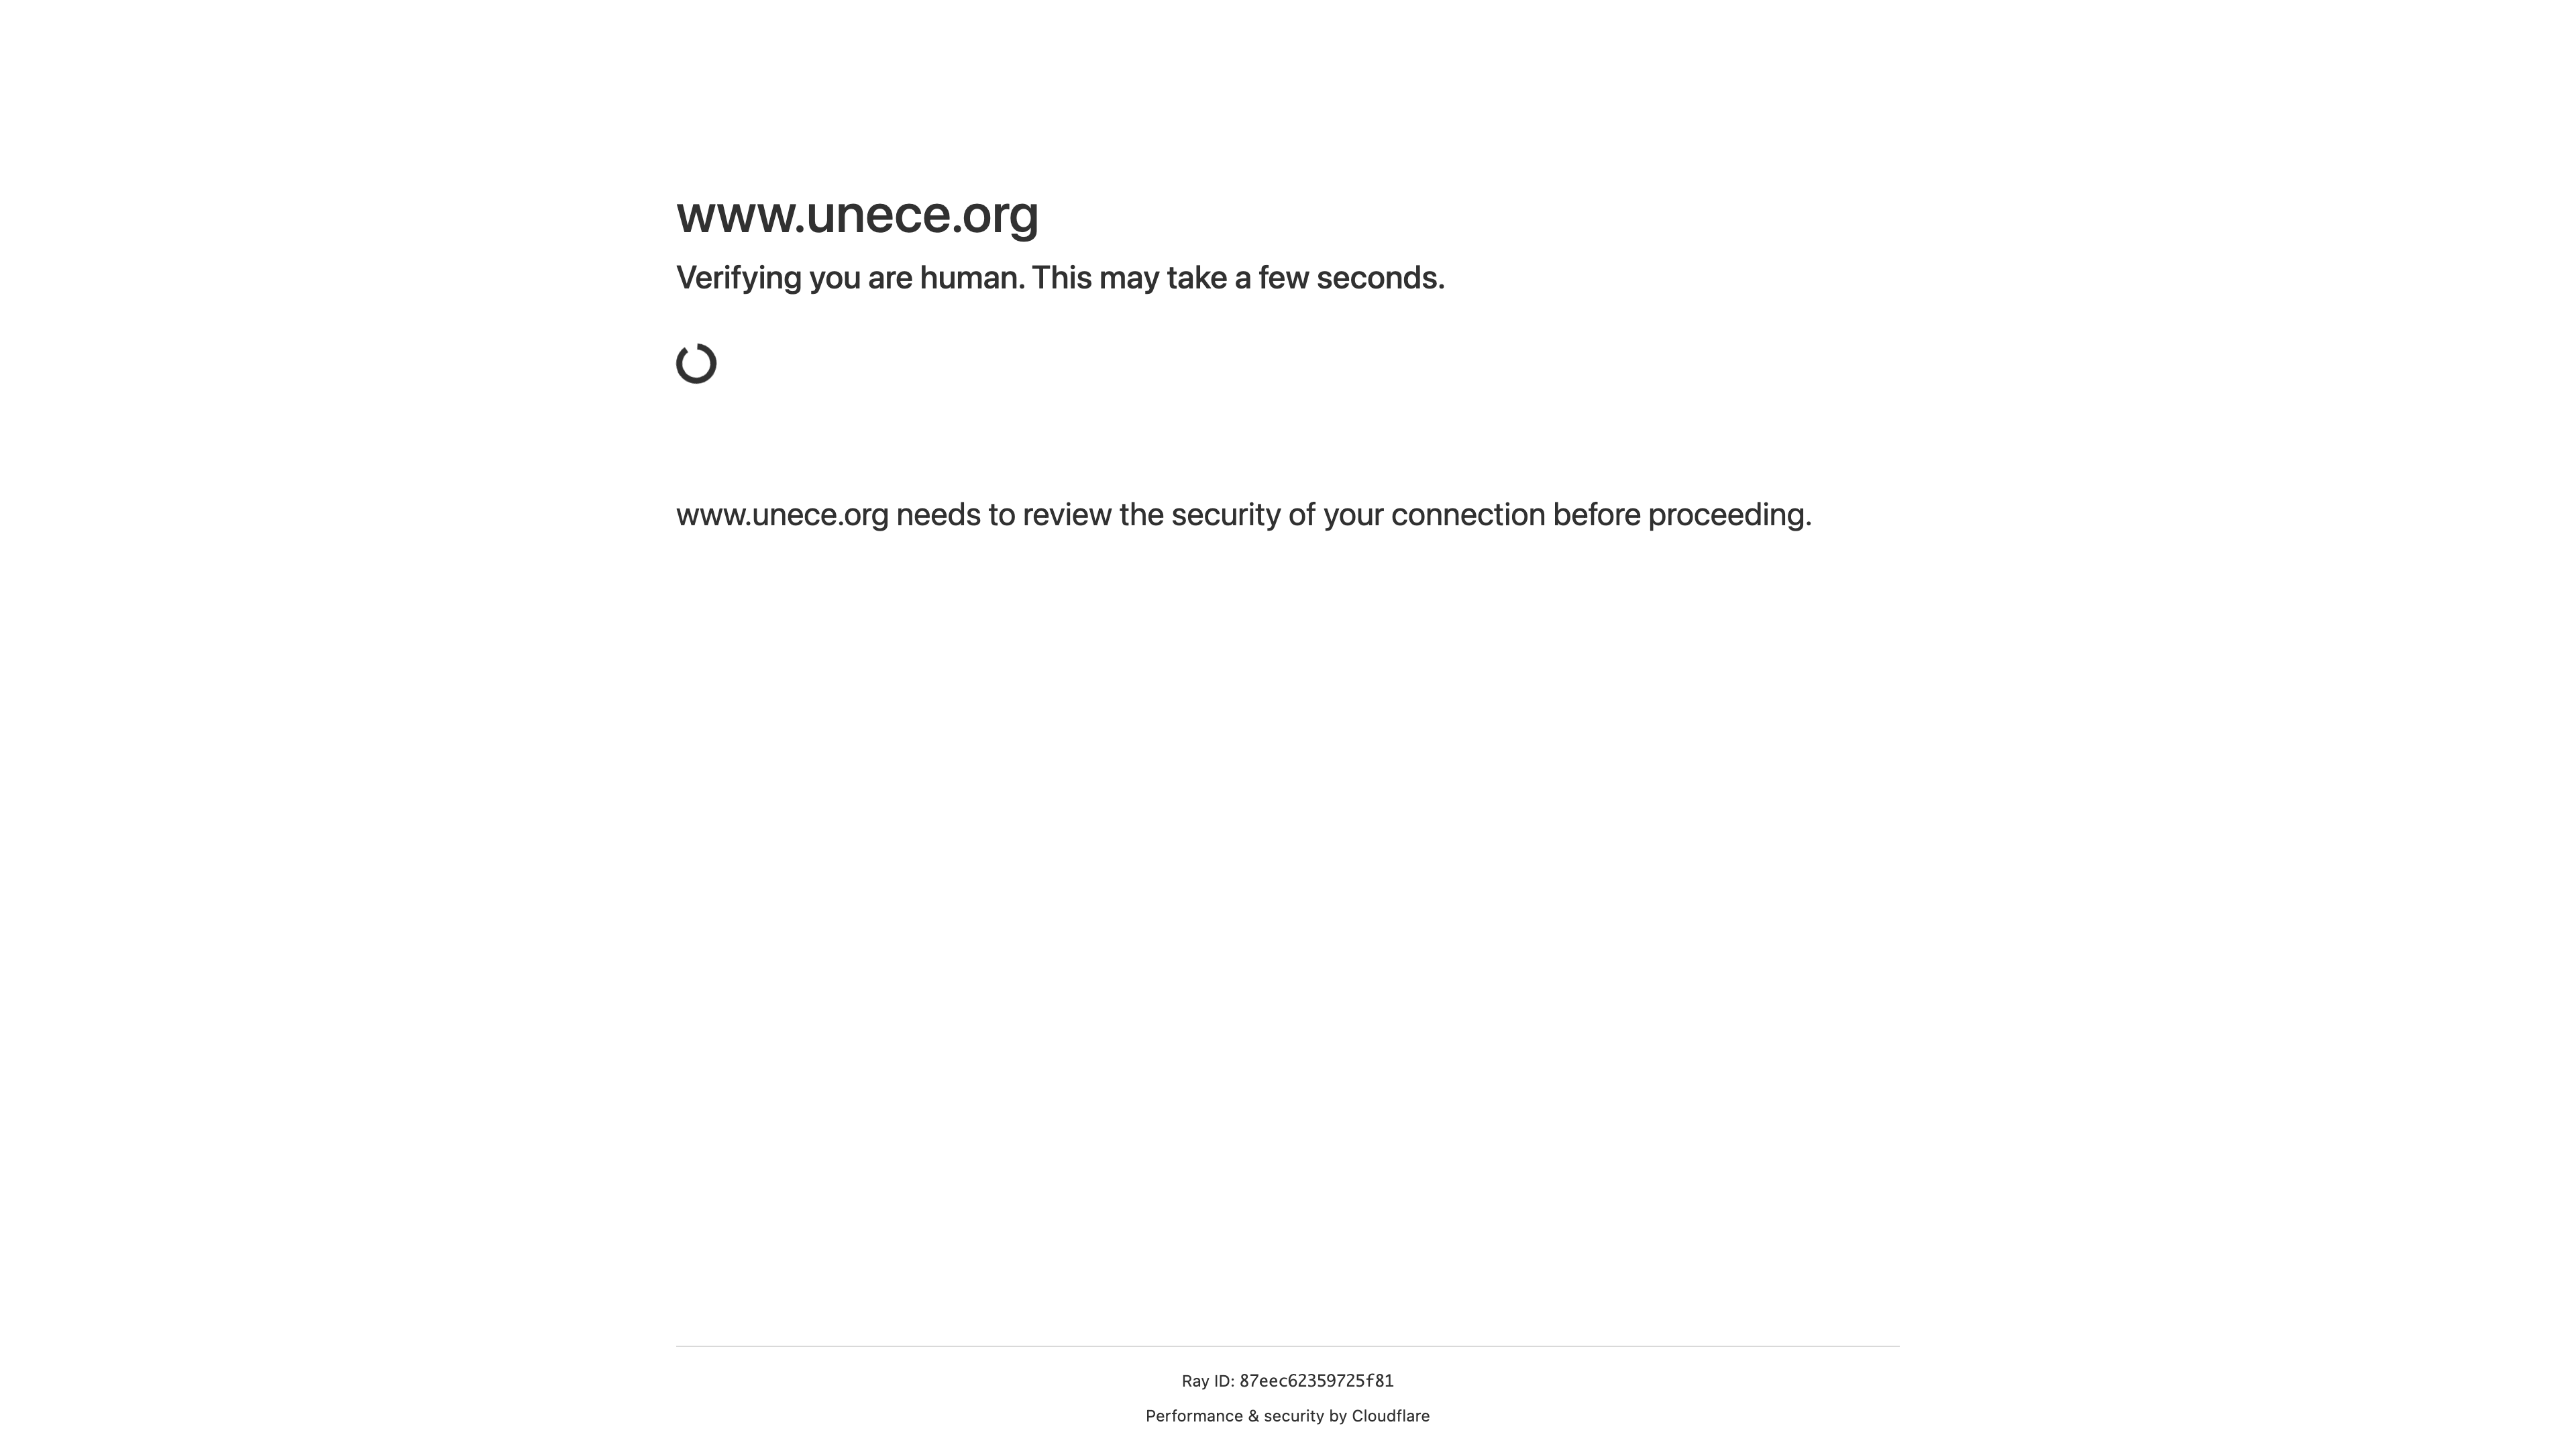 www.unece.org
Verifying you are human. This may take a few seconds.
www.unece.org needs to review the security of your connection before proceeding.
Ray ID: 87eec62359725f81
Performance & security by Cloudflare